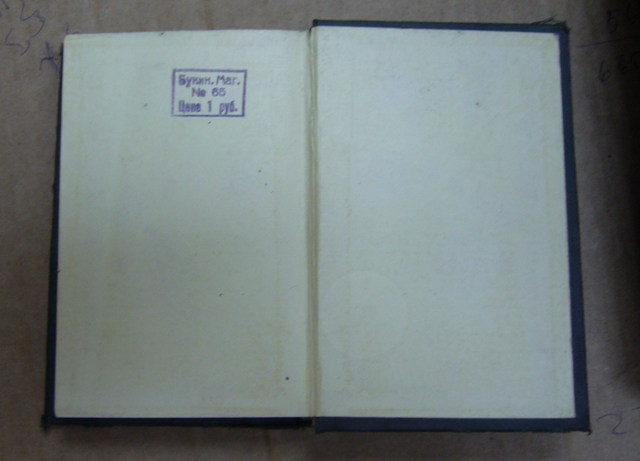 Букин. Маг.
№ 65
Цена 1 руб.